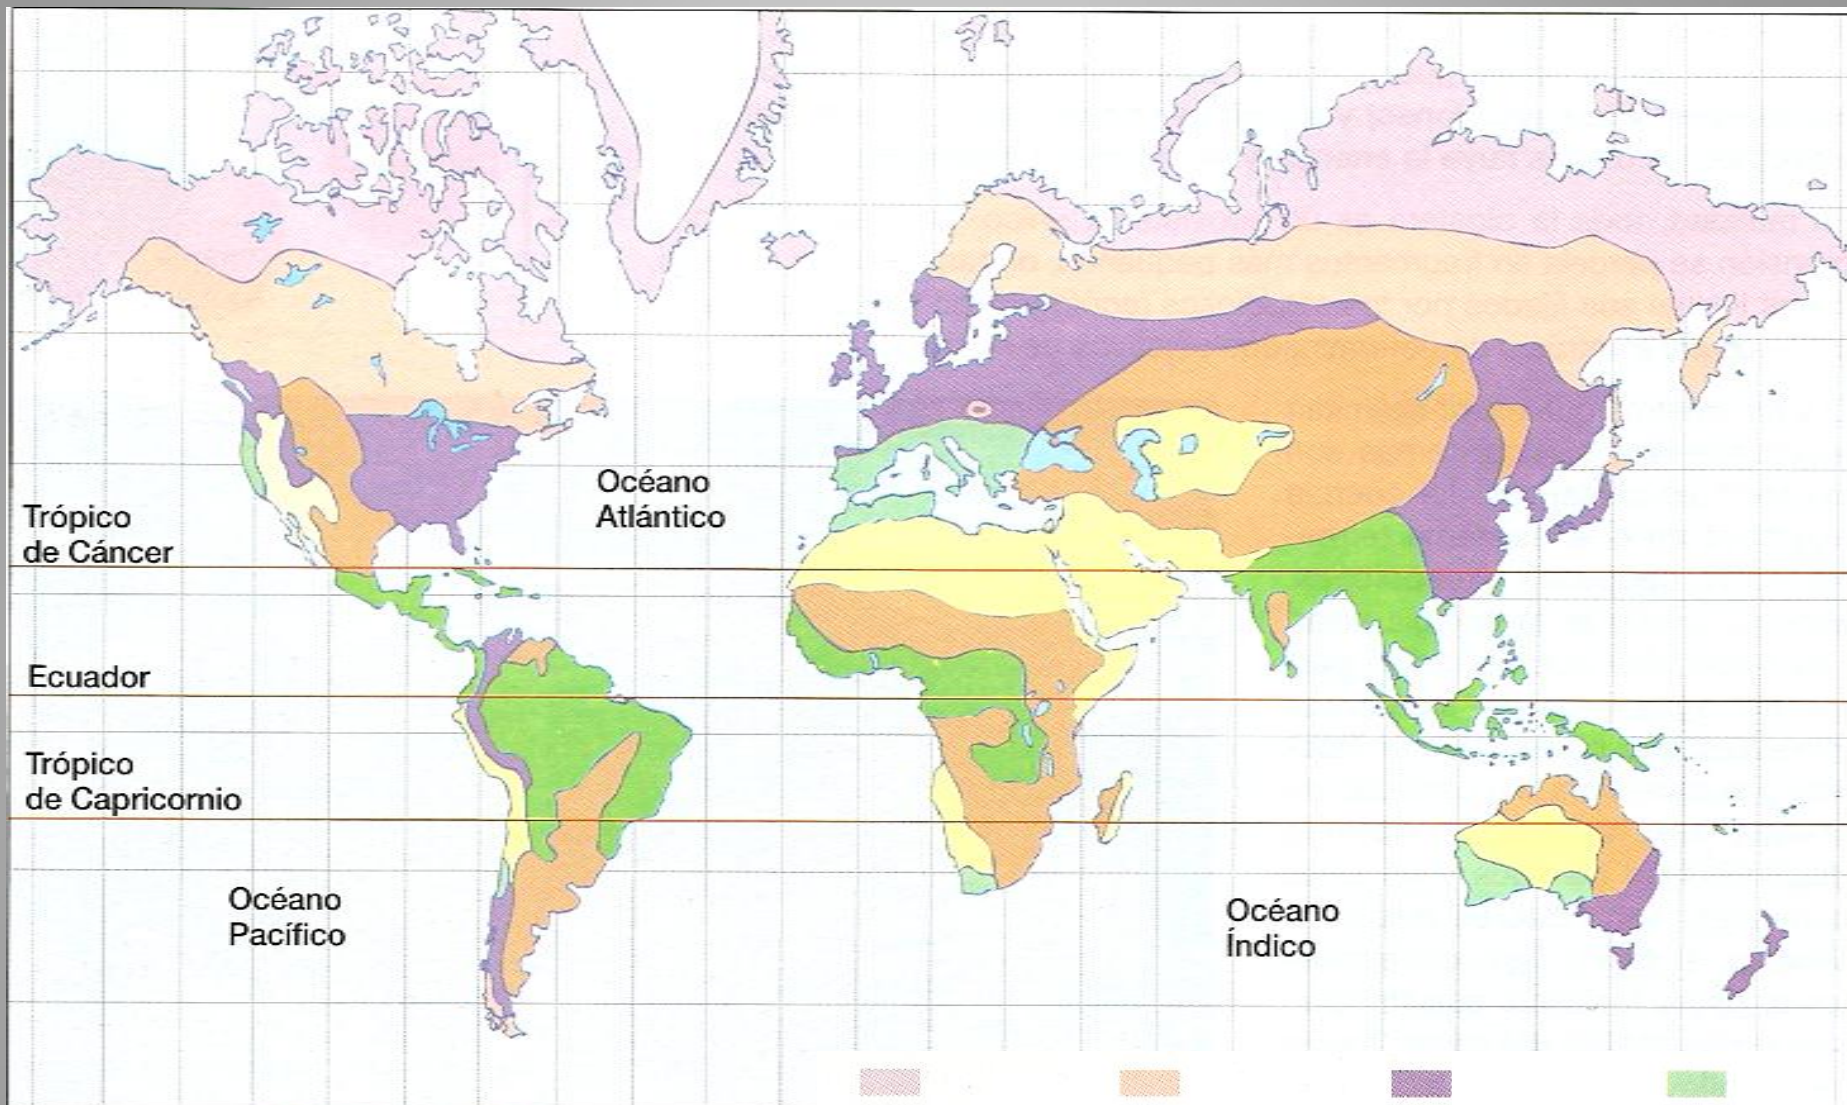 Océano
Atlántico
Trópico
de Cáncer
Ecuador
Trópico
de Capricornio
Océano
Pacífico
Océano
Índico